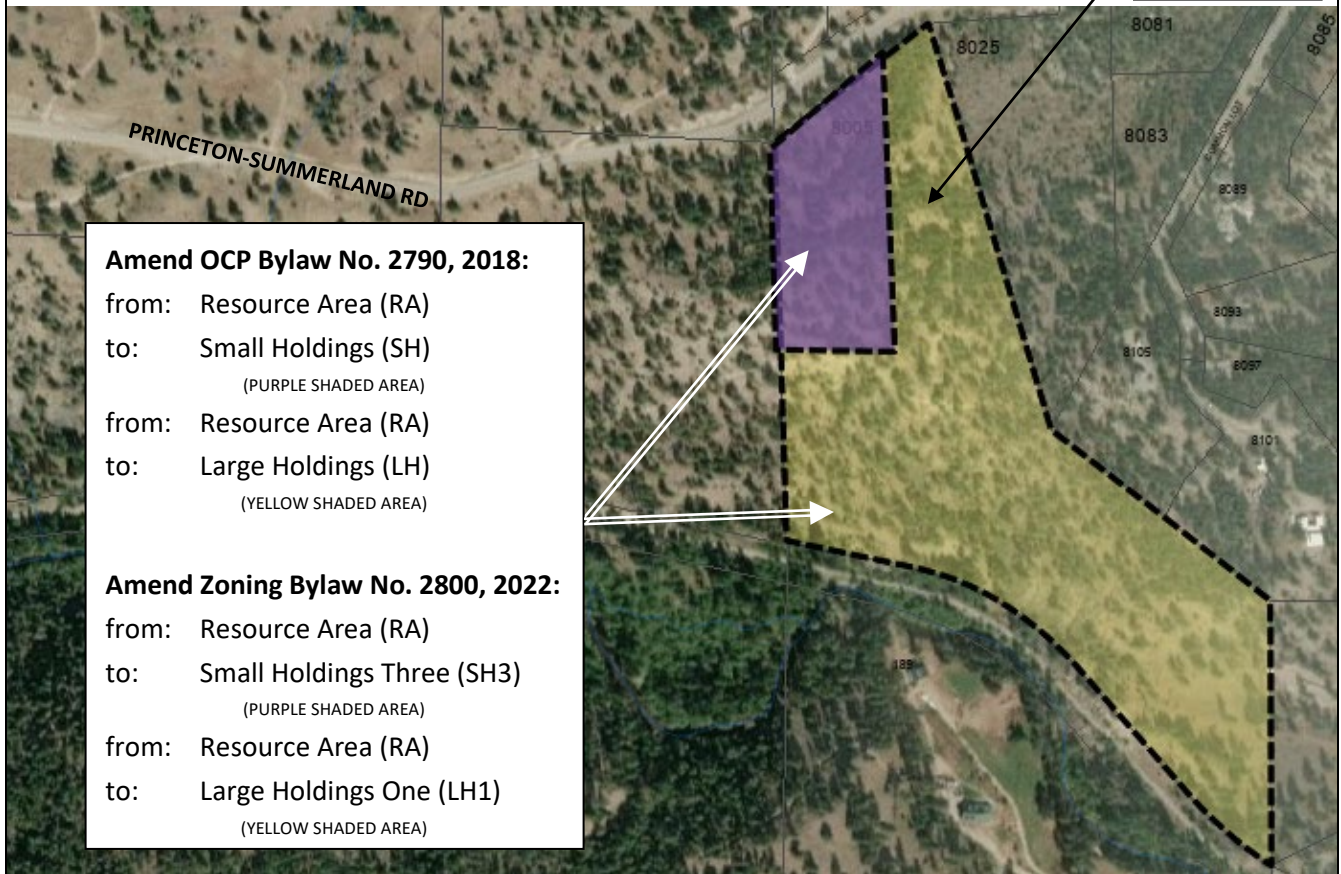 8081
8085
8025
8005
8083
PRINCETON-SUMMERLAND RD
8089
Amend OCP Bylaw No. 2790, 2018:
from: Resource Area (RA)
to: Small Holdings (SH)
(PURPLE SHADED AREA)
from: Resource Area (RA)
to: Large Holdings (LH)
(YELLOW SHADED AREA)
Amend Zoning Bylaw No. 2800, 2022:
from: Resource Area (RA)
to: Small Holdings Three (SH3)
(PURPLE SHADED AREA)
from: Resource Area (RA)
to: Large Holdings One (LH1)
(YELLOW SHADED AREA)
8093
8105
8097
8101